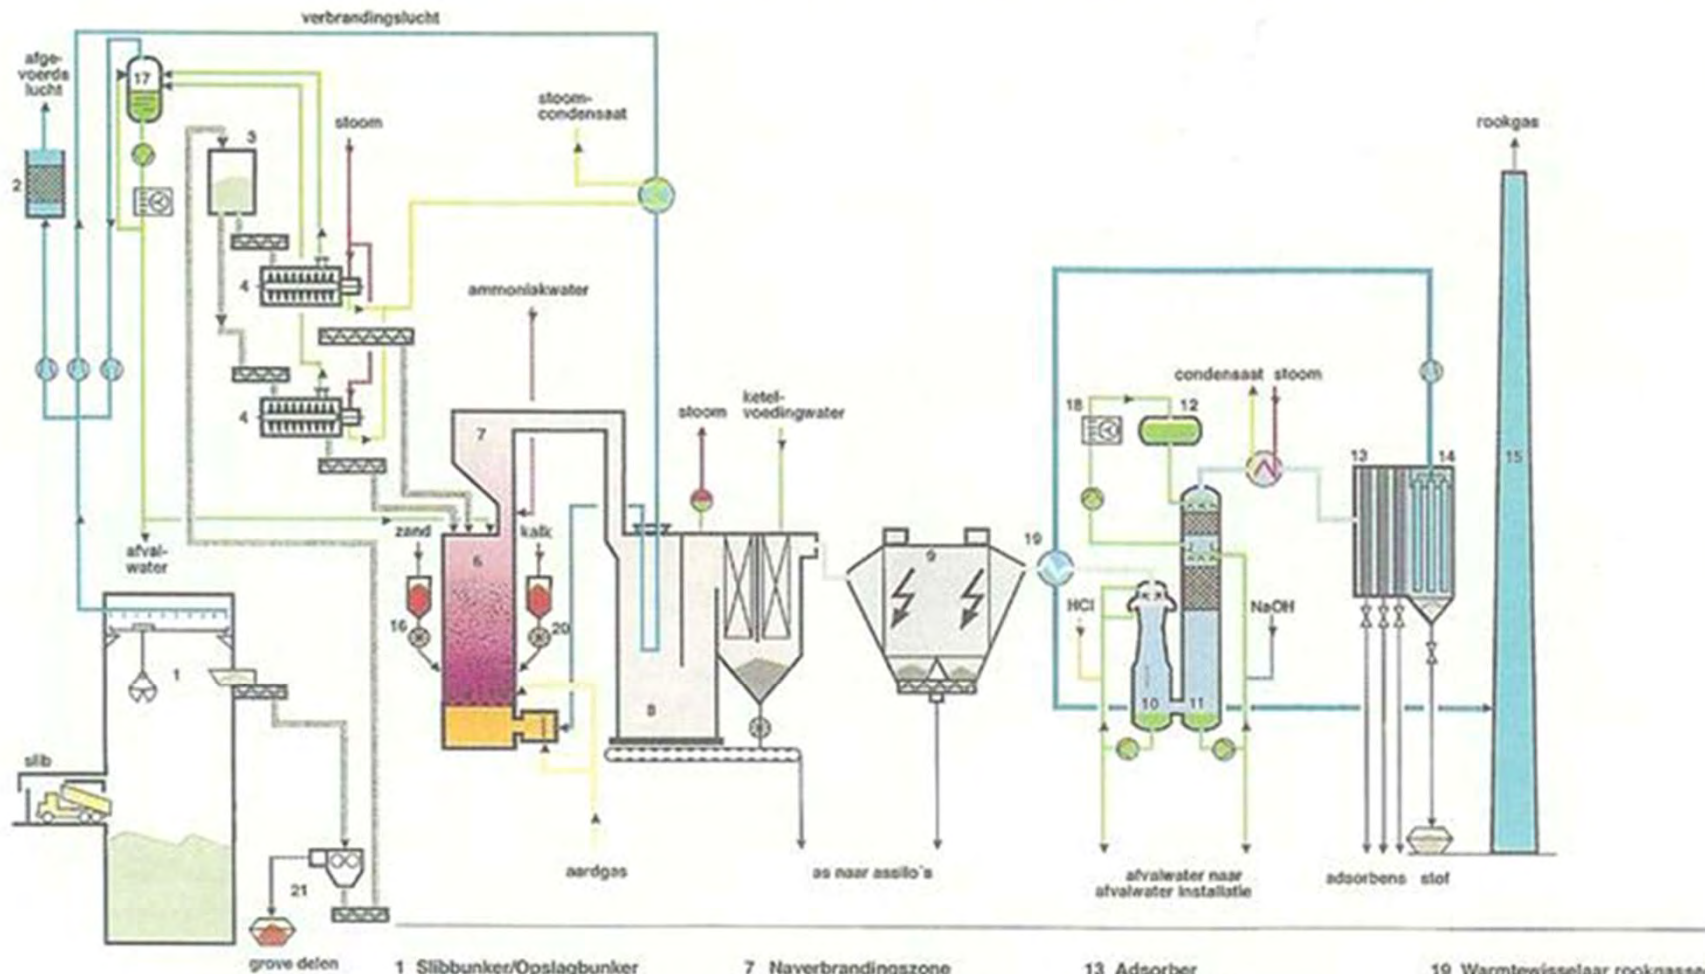 verbrandingslucht
afge-
voerde
lucht
17
2
3
stoom
stoom-
condensaat
rookgas
4
ammoniakwater
4
condensaat stoom
stoom
ketel-
voedingwater
18
12
7
13
14
15
afval-
water
zand
kalk
6
9
19
16
20
HCl
NaOH
1
8
10
11
slib
21
aardgas
as naar assilo's
afvalwater naar
afvalwater installatie
adsorbens stof
grove delen
1 Slibbunker/Opslagbunker
7 Naverbrandingszone
13 Adsorber
19 Warmtewisselaar rookgassen